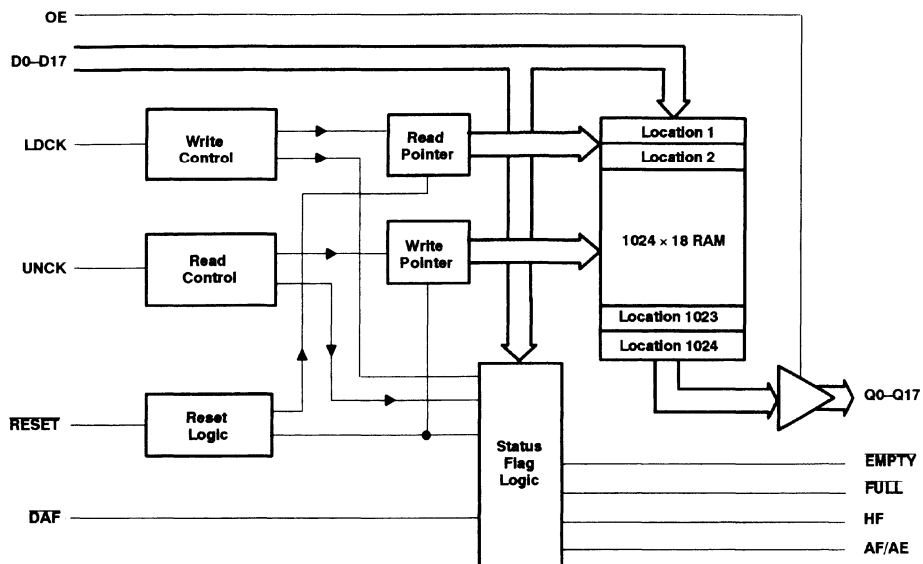 OE
D0–D17
LDCK
Write
Control
Read
Pointer
Location 1
Location 2
1024 × 18 RAM
Location 1023
Location 1024
UNCK
Read
Control
Write
Pointer
RESET
Reset
Logic
DAF
Status
Flag
Logic
Q0–Q17
EMPTY
FULL
HF
AF/AE